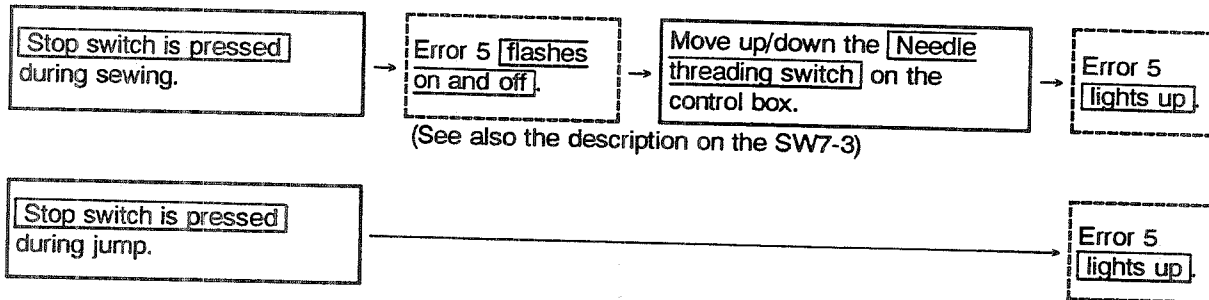 Stop switch is pressed
during sewing.
Error 5 flashes
on and off.
Move up/down the Needle
threading switch on the
control box.
Error 5
lights up.
(See also the description on the SW7-3)
Stop switch is pressed
during jump.
Error 5
lights up.